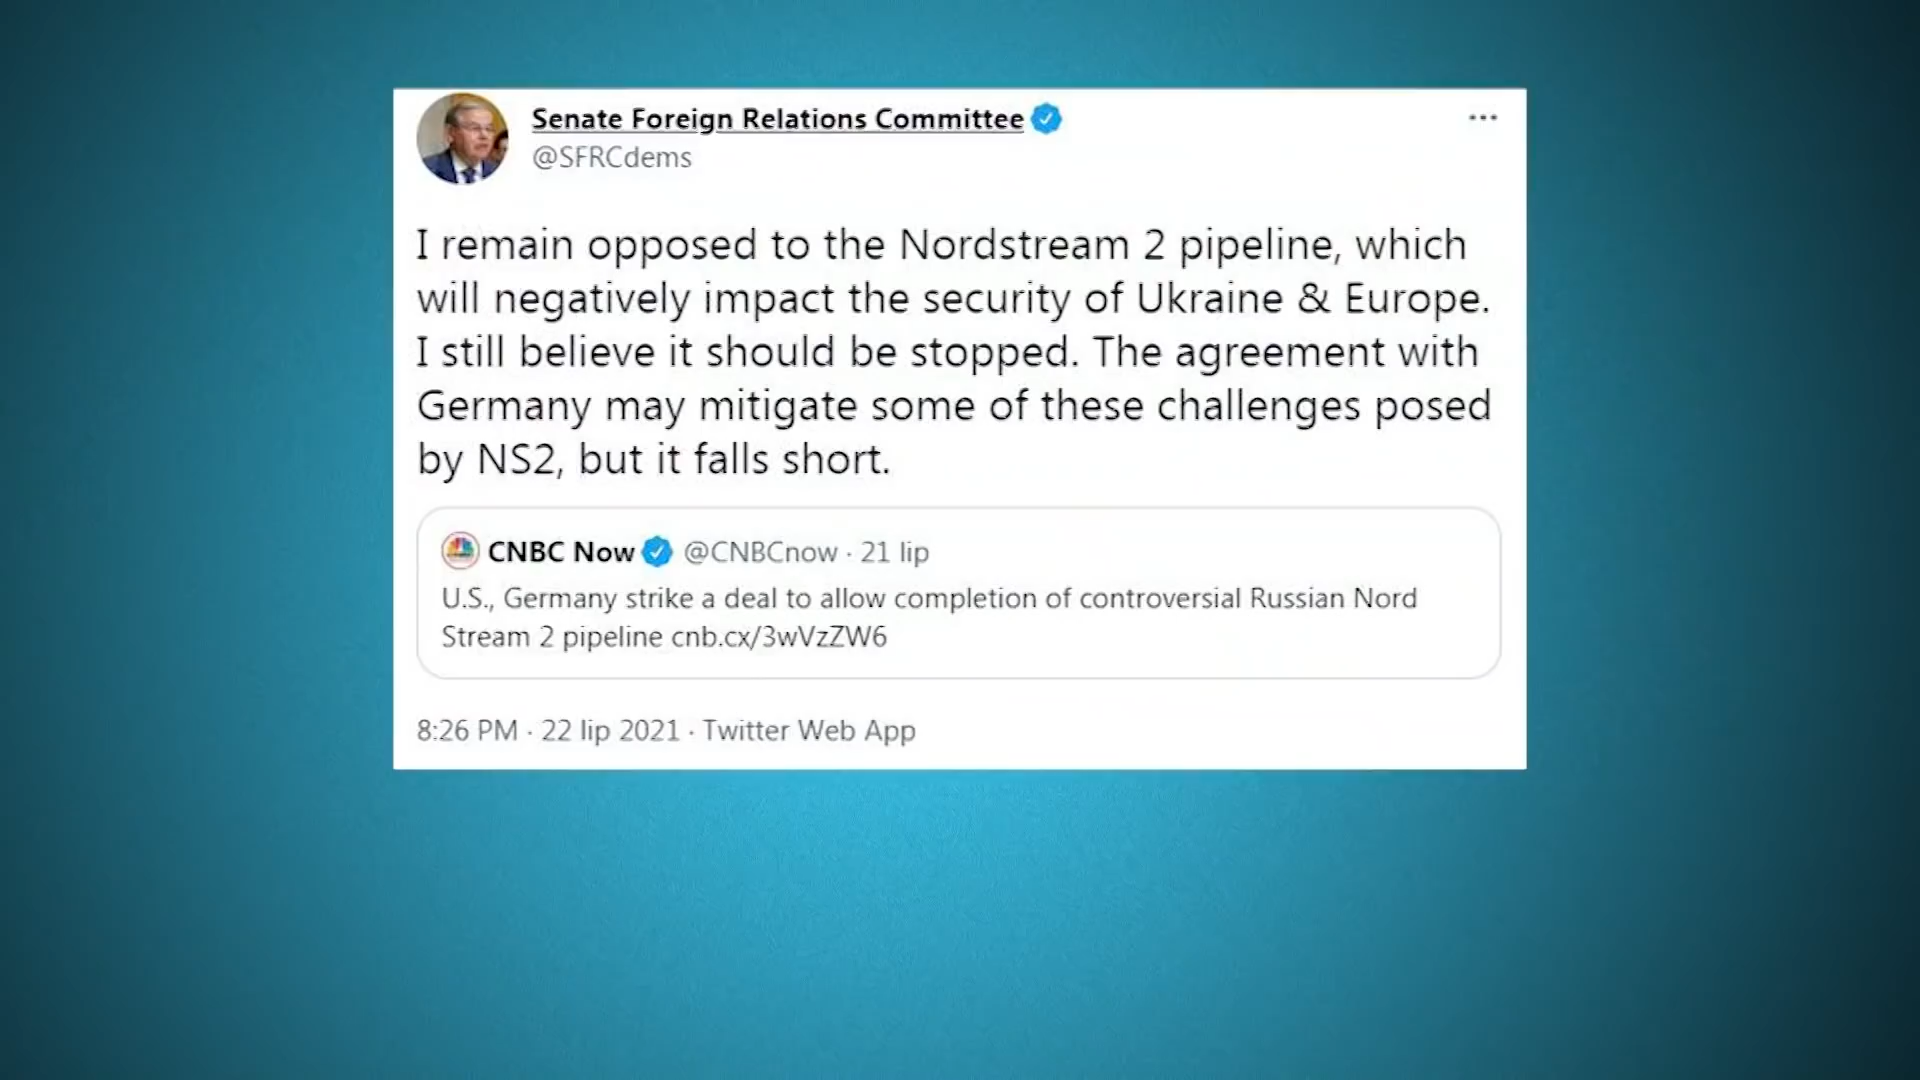 Senate Foreign Relations Committee
@SFRCdems
I remain opposed to the Nordstream 2 pipeline, which
will negatively impact the security of Ukraine & Europe.
I still believe it should be stopped. The agreement with
Germany may mitigate some of these challenges posed
by NS2, but it falls short.
CNBC Now @CNBCnow · 21 lip
U.S., Germany strike a deal to allow completion of controversial Russian Nord
Stream 2 pipeline cnb.cx/3wVzZW6
8:26 PM · 22 lip 2021 · Twitter Web App